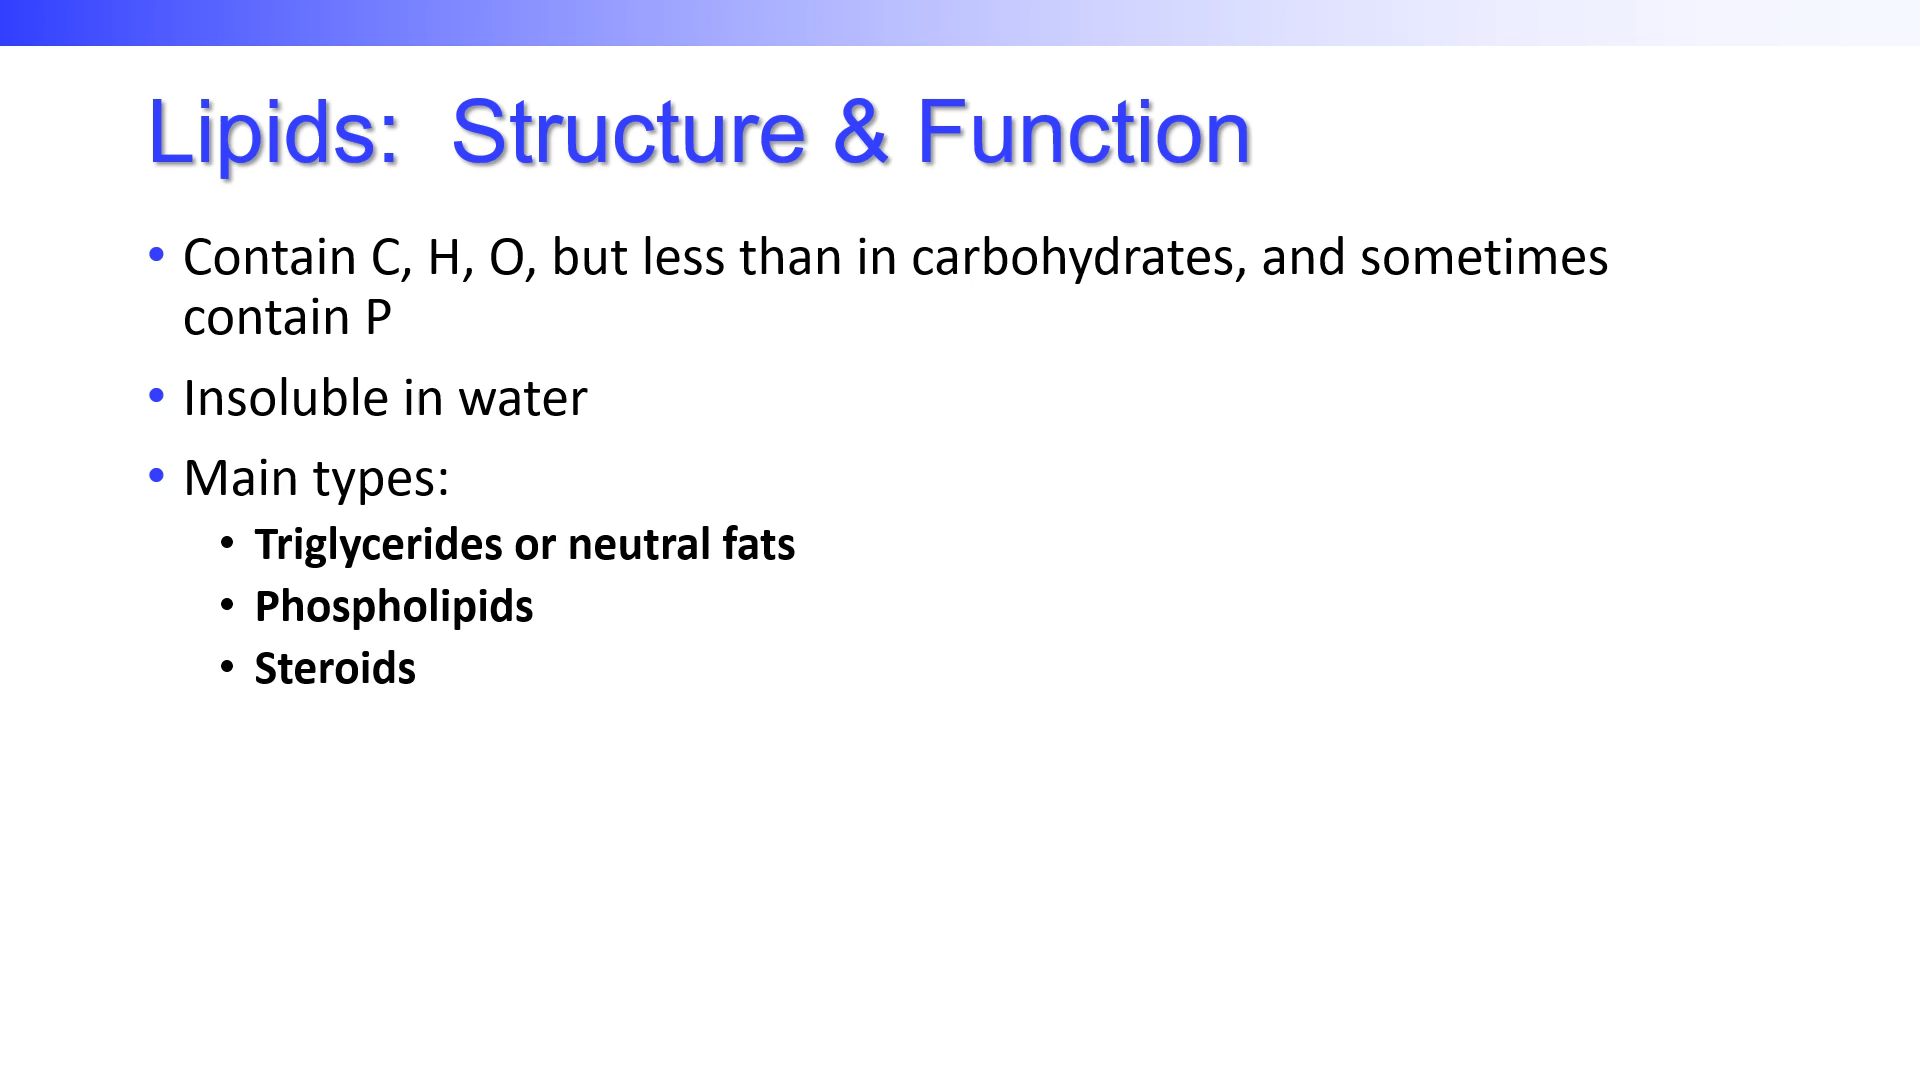 Lipids: Structure & Function
• Contain C, H, O, but less than in carbohydrates, and sometimes
contain P
• Insoluble in water
• Main types:
• Triglycerides or neutral fats
• Phospholipids
• Steroids